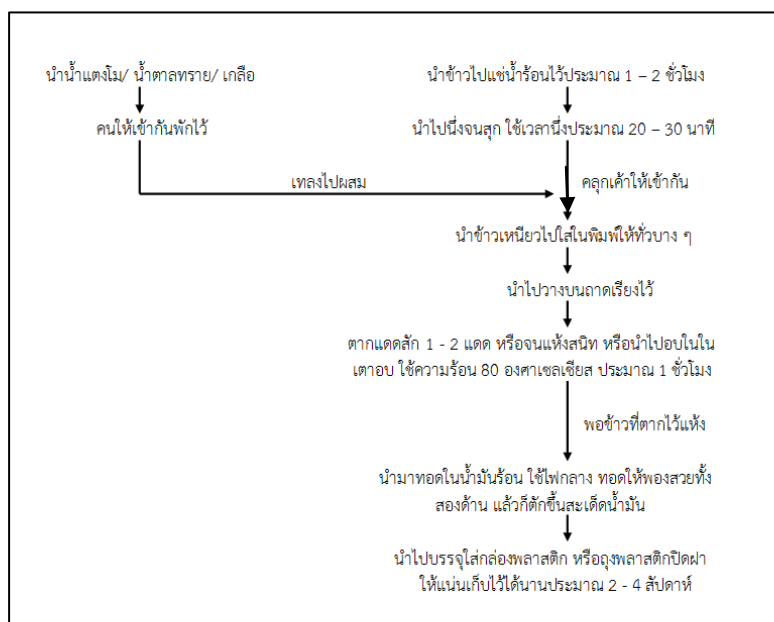 นำน้ำแตงโม/ น้ำตาลทราย/ เกลือ
นำข้าวไปแช่น้ำร้อนไว้ประมาณ 1 – 2 ชั่วโมง
คนให้เข้ากันพักไว้
นำไปนึ่งจนสุก ใช้เวลานึ่งประมาณ 20 – 30 นาที
เทลงไปผสม
คลุกเค้าให้เข้ากัน
นำข้าวเหนียวไปใส่ในพิมพ์ให้ทั่วบาง ๆ
นำไปวางบนถาดเรียงไว้
ตากแดดสัก 1 - 2 แดด หรือจนแห้งสนิท หรือนำไปอบในใน
เตาอบ ใช้ความร้อน 80 องศาเซลเซียส ประมาณ 1 ชั่วโมง
พอข้าวที่ตากไว้แห้ง
นำมาทอดในน้ำมันร้อน ใช้ไฟกลาง ทอดให้พองสวยทั้ง
สองด้าน แล้วก็ตักขึ้นสะเด็ดน้ำมัน
นำไปบรรจุใส่กล่องพลาสติก หรือถุงพลาสติกปิดฝา
ให้แน่นเก็บไว้ได้นานประมาณ 2 - 4 สัปดาห์